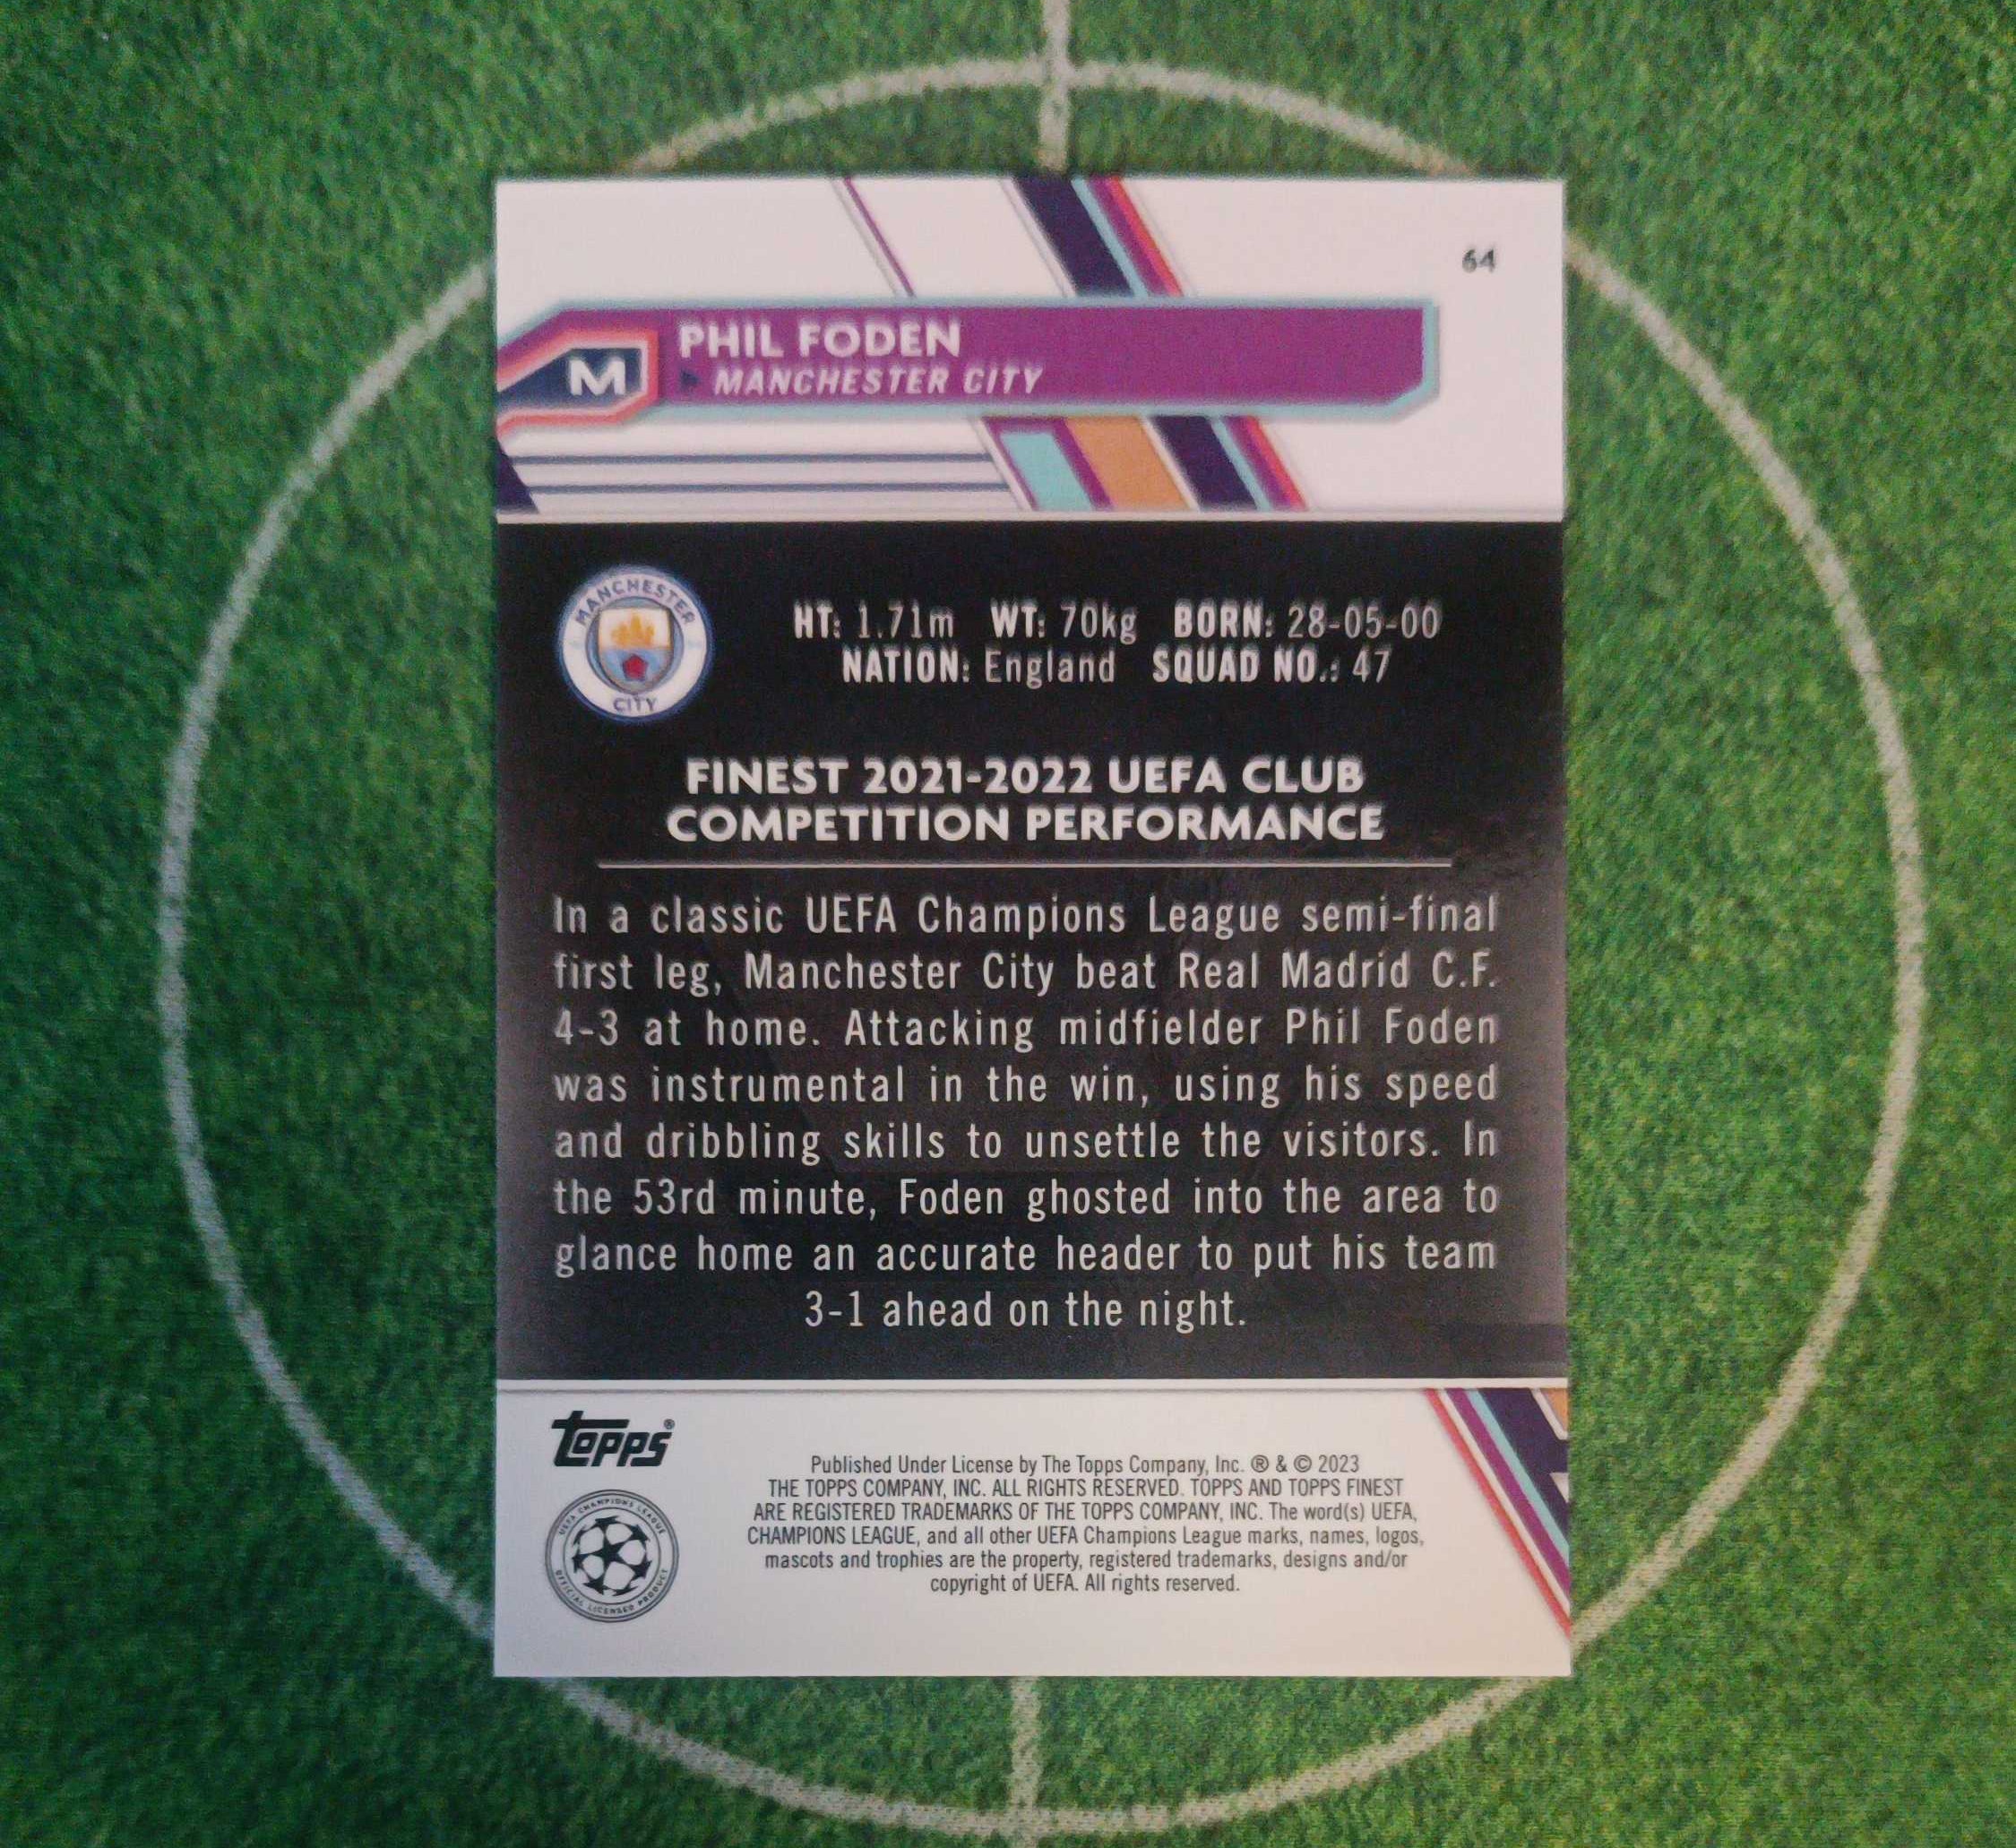 64
PHIL FODEN
M
MANCHESTER CITY
MANCHESTER
CITY
HT: 1.71m WT: 70kg BORN: 28-05-00
NATION: England SQUAD NO.: 47
FINEST 2021-2022 UEFA CLUB
COMPETITION PERFORMANCE
In a classic UEFA Champions League semi-final
first leg, Manchester City beat Real Madrid C.F.
4-3 at home. Attacking midfielder Phil Foden
was instrumental in the win, using his speed
and dribbling skills to unsettle the visitors. In
the 53rd minute, Foden ghosted into the area to
glance home an accurate header to put his team
3-1 ahead on the night.
topps®
Published Under License by The Topps Company, Inc. ® & © 2023
THE TOPPS COMPANY, INC. ALL RIGHTS RESERVED. TOPPS AND TOPPS FINEST
ARE REGISTERED TRADEMARKS OF THE TOPPS COMPANY, INC. The word(s) UEFA,
CHAMPIONS LEAGUE, and all other UEFA Champions League marks, names, logos,
mascots and trophies are the property, registered trademarks, designs and/or
copyright of UEFA. All rights reserved.
UEFA CHAMPIONS LEAGUE
OFFICIAL LICENSED PRODUCT